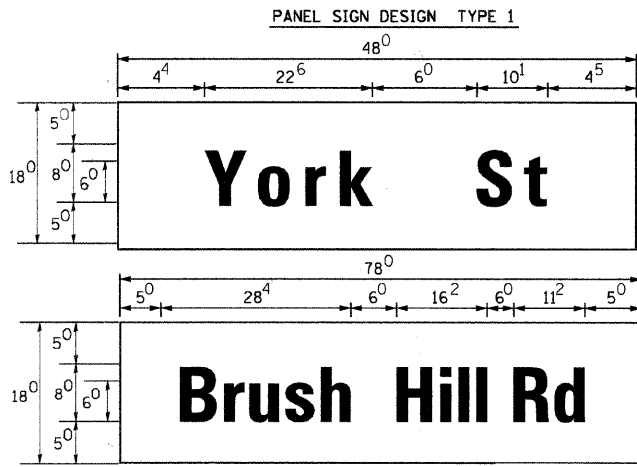 PANEL SIGN DESIGN TYPE 1
48⁰
4⁴ 22⁶ 6⁰ 10¹ 4⁵
18⁰ 5⁰ 8⁰ 6⁰ 5⁰
York St
78⁰
5⁰ 28⁴ 6⁰ 16² 6⁰ 11² 5⁰
18⁰ 5⁰ 8⁰ 6⁰ 5⁰
Brush Hill Rd